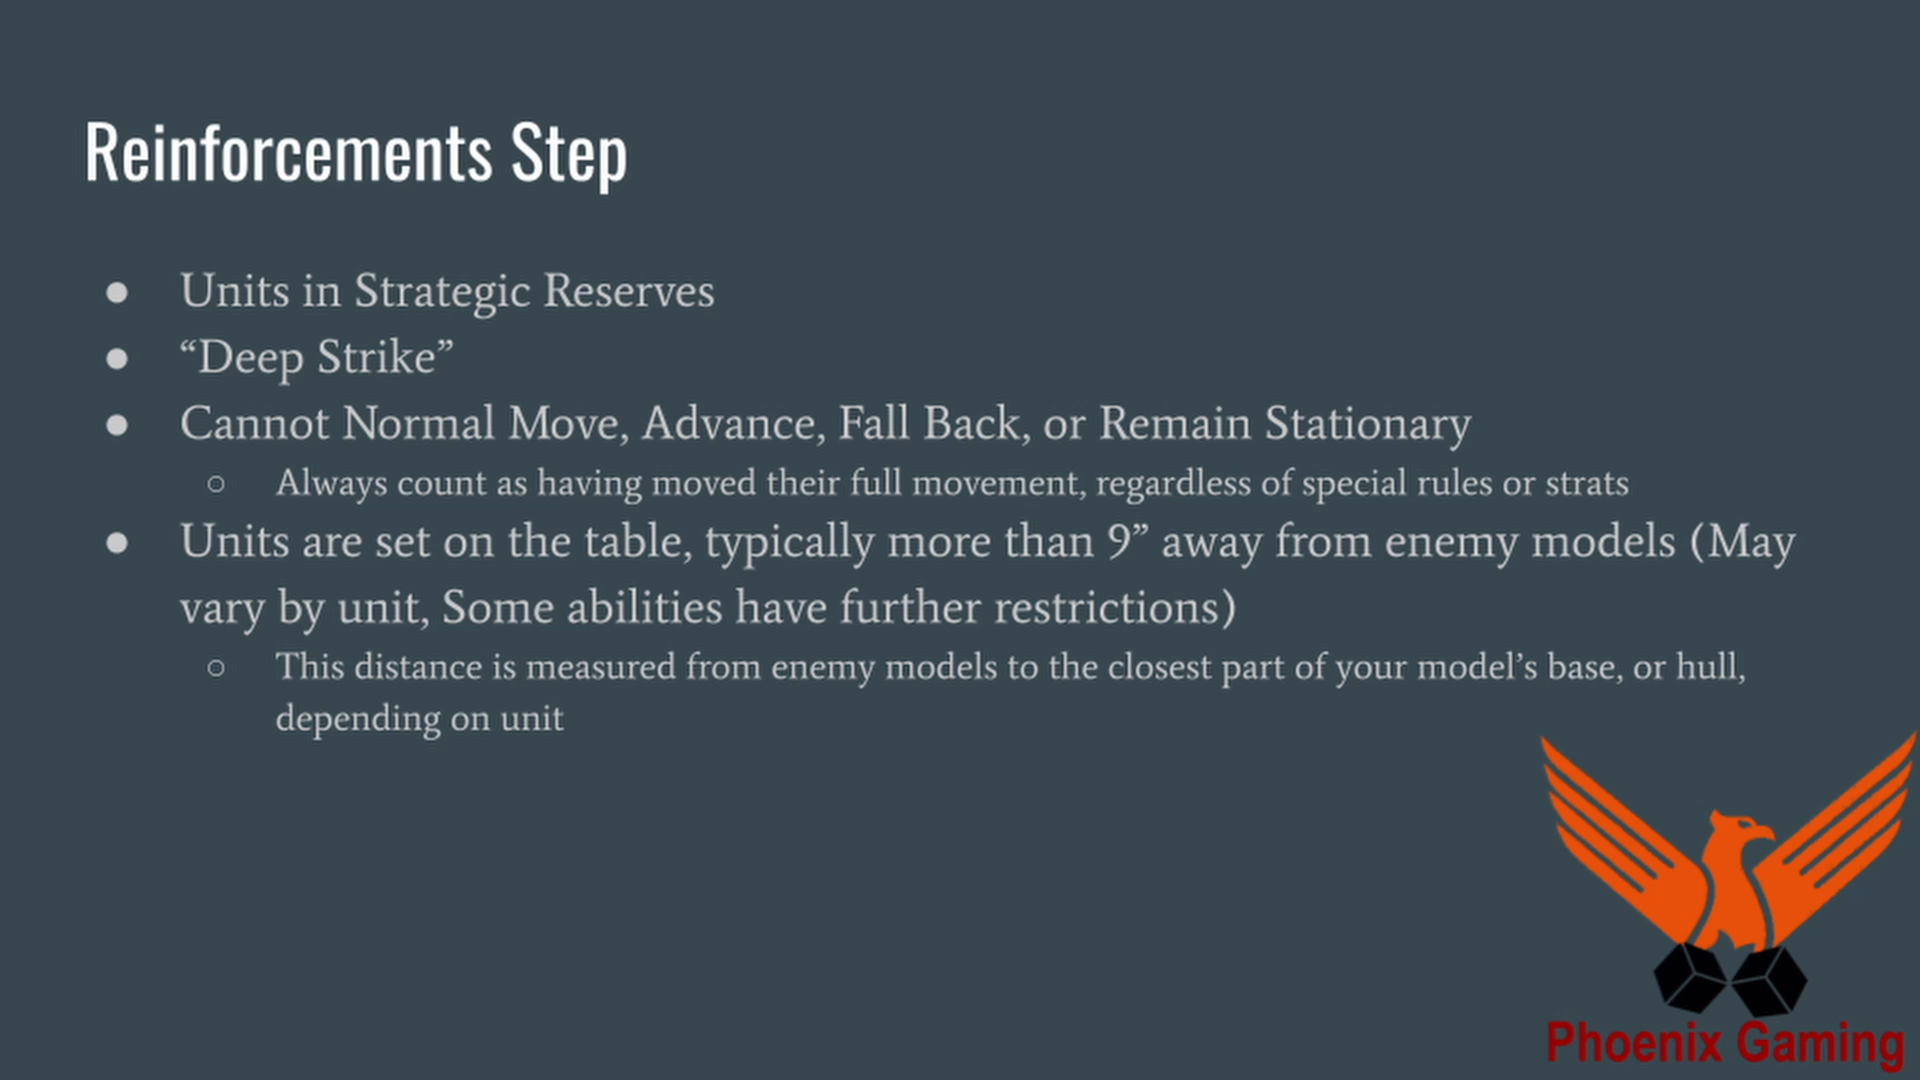 Reinforcements Step
● Units in Strategic Reserves
● “Deep Strike”
● Cannot Normal Move, Advance, Fall Back, or Remain Stationary
○ Always count as having moved their full movement, regardless of special rules or strats
● Units are set on the table, typically more than 9” away from enemy models (May
vary by unit, Some abilities have further restrictions)
○ This distance is measured from enemy models to the closest part of your model’s base, or hull,
depending on unit
Phoenix Gaming